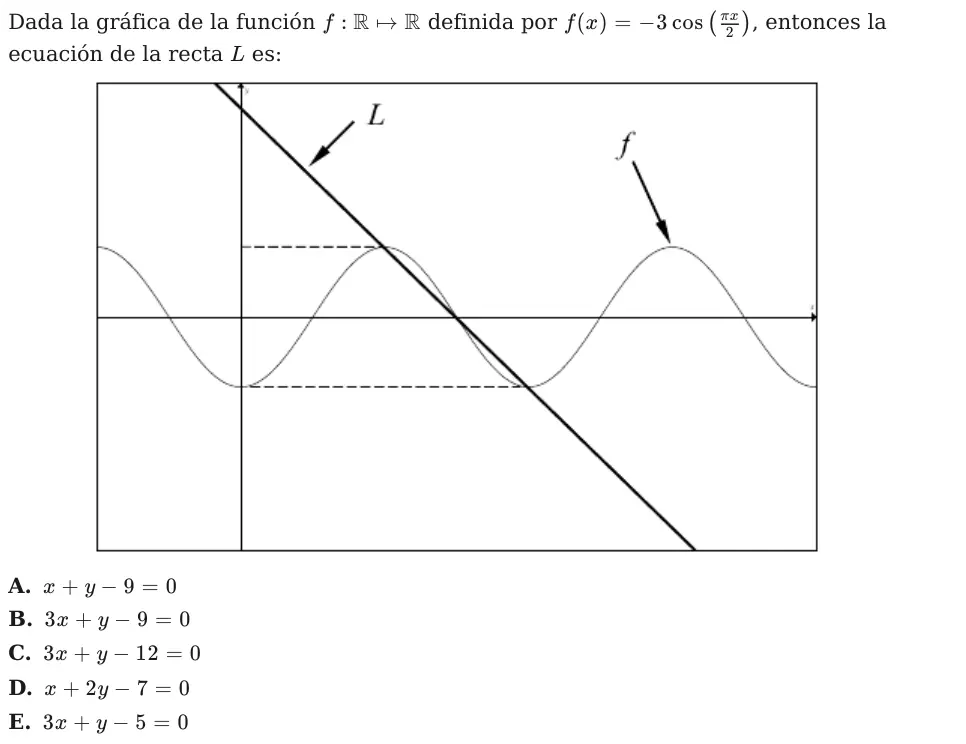 Dada la gráfica de la función f : ℝ ↦ ℝ definida por f(x) = −3 cos (πx/2), entonces la
ecuación de la recta L es:
y
L
f
x
A. x + y − 9 = 0
B. 3x + y − 9 = 0
C. 3x + y − 12 = 0
D. x + 2y − 7 = 0
E. 3x + y − 5 = 0